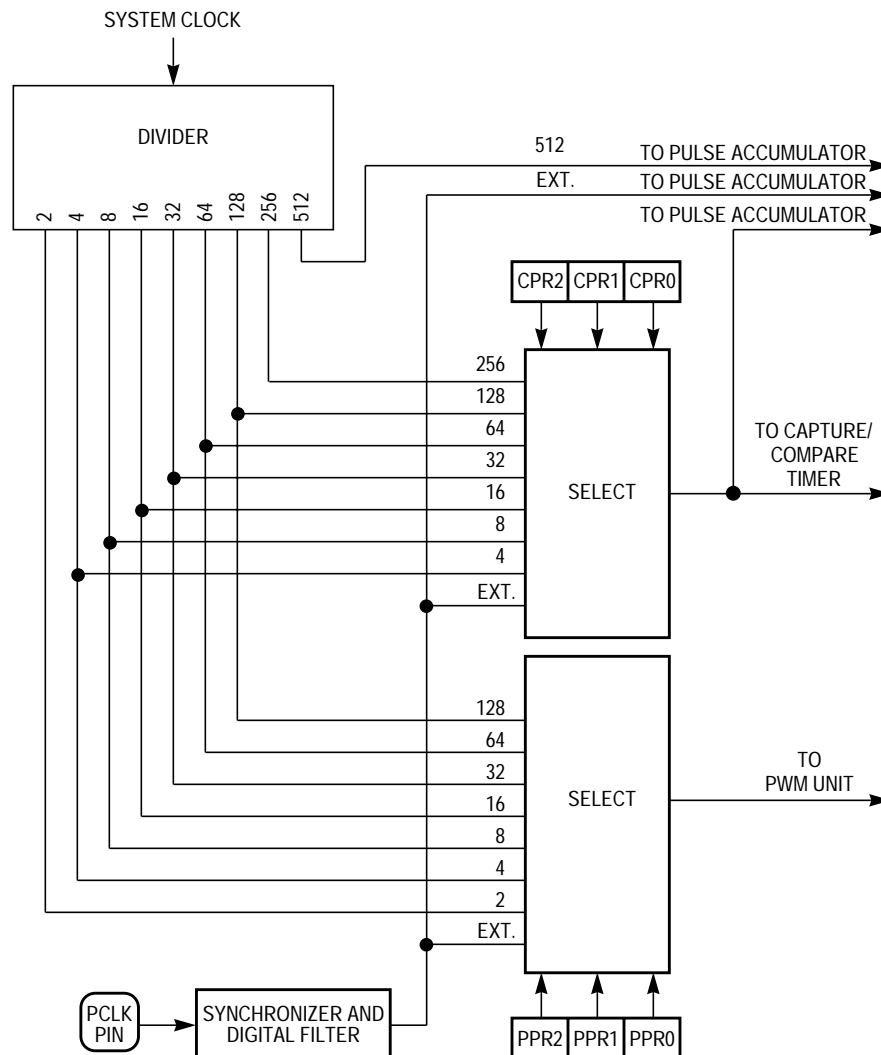 SYSTEM CLOCK
DIVIDER
2 4 8 16 32 64 128 256 512
512 TO PULSE ACCUMULATOR
EXT. TO PULSE ACCUMULATOR
TO PULSE ACCUMULATOR
CPR2 CPR1 CPR0
256
128
64
32
16
8
4
EXT.
SELECT
TO CAPTURE/
COMPARE
TIMER
128
64
32
16
8
4
2
EXT.
SELECT
TO
PWM UNIT
PCLK
PIN
SYNCHRONIZER AND
DIGITAL FILTER
PPR2 PPR1 PPR0